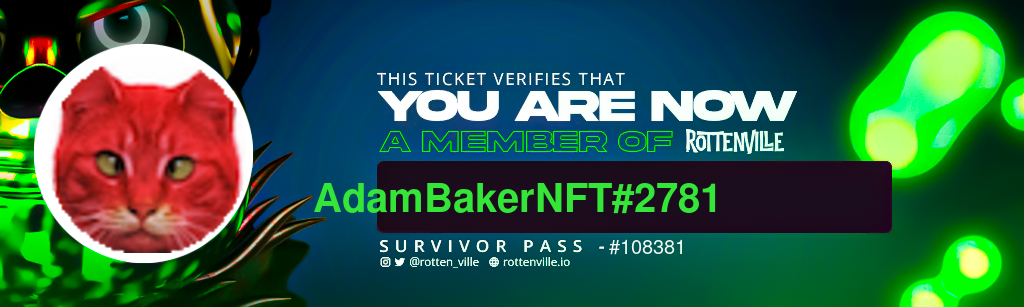 THIS TICKET VERIFIES THAT
YOU ARE NOW
A MEMBER OF ROTTENVILLE
AdamBakerNFT#2781
SURVIVOR PASS - #108381
@rotten_ville rottenville.io